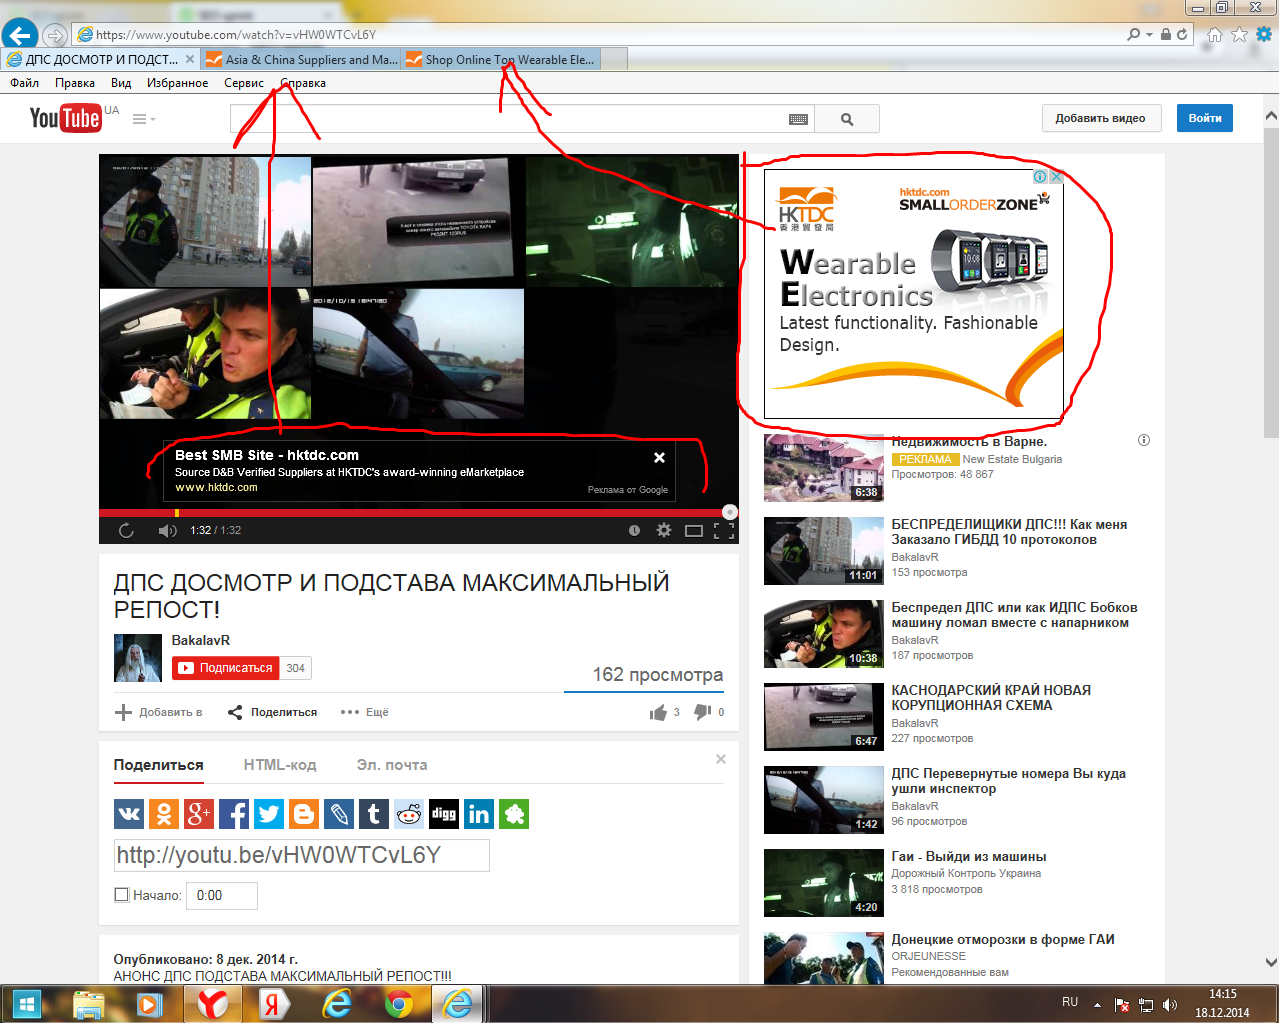 https://www.youtube.com/watch?v=vHW0WTCvL6Y
ДПС ДОСМОТР И ПОДСТ...
Asia & China Suppliers and Ma...
Shop Online Top Wearable Ele...
Файл Правка Вид Избранное Сервис Справка
YouTube UA
Добавить видео
Войти
HKTDC
香港貿發局
hktdc.com
SMALLORDERZONE
Wearable
Electronics
Latest functionality. Fashionable
Design.
Best SMB Site - hktdc.com
Source D&B Verified Suppliers at HKTDC's award-winning eMarketplace
www.hktdc.com
Реклама от Google
1:32 / 1:32
ДПС ДОСМОТР И ПОДСТАВА МАКСИМАЛЬНЫЙ
РЕПОСТ!
BakalavR
Подписаться 304
162 просмотра
Добавить в
Поделиться
Ещё
3 0
Поделиться HTML-код Эл. почта
digg
http://youtu.be/vHW0WTCvL6Y
Начало: 0:00
Опубликовано: 8 дек. 2014 г.
АНОНС ДПС ПОДСТАВА МАКСИМАЛЬНЫЙ РЕПОСТ!!!
Недвижимость в Варне.
РЕКЛАМА New Estate Bulgaria
Просмотров: 48 867
6:38
БЕСПРЕДЕЛИЩИКИ ДПС!!! Как меня
Заказало ГИБДД 10 протоколов
BakalavR
153 просмотра
11:01
Беспредел ДПС или как ИДПС Бобков
машину ломал вместе с напарником
BakalavR
187 просмотров
10:38
КАСНОДАРСКИЙ КРАЙ НОВАЯ
КОРУПЦИОННАЯ СХЕМА
BakalavR
227 просмотров
6:47
ДПС Перевернутые номера Вы куда
ушли инспектор
BakalavR
96 просмотров
1:42
Гаи - Выйди из машины
Дорожный Контроль Украина
3 818 просмотров
4:20
Донецкие отморозки в форме ГАИ
ORJEUNESSE
Рекомендованные вам
RU
14:15
18.12.2014